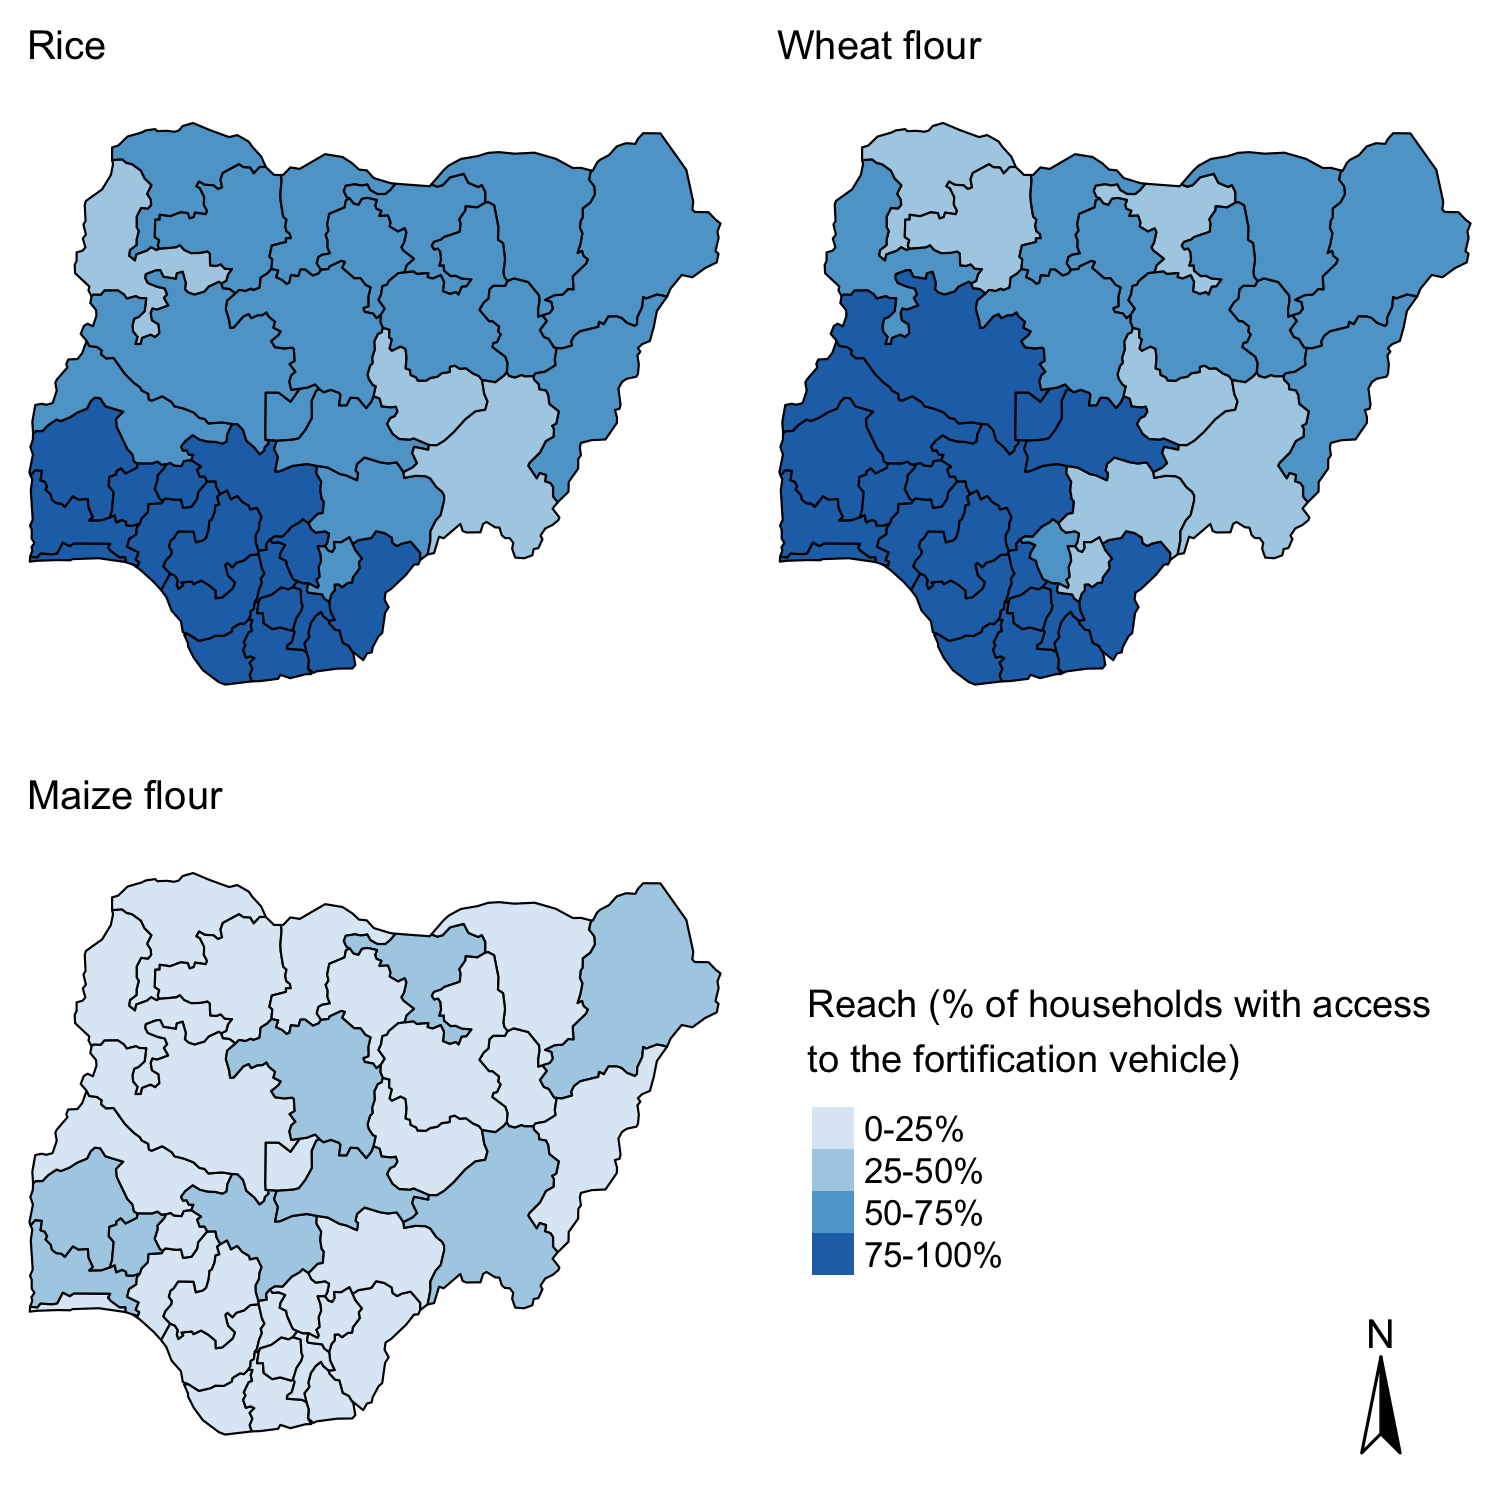 Rice
Wheat flour
Maize flour
Reach (% of households with access
to the fortification vehicle)
0-25%
25-50%
50-75%
75-100%
N